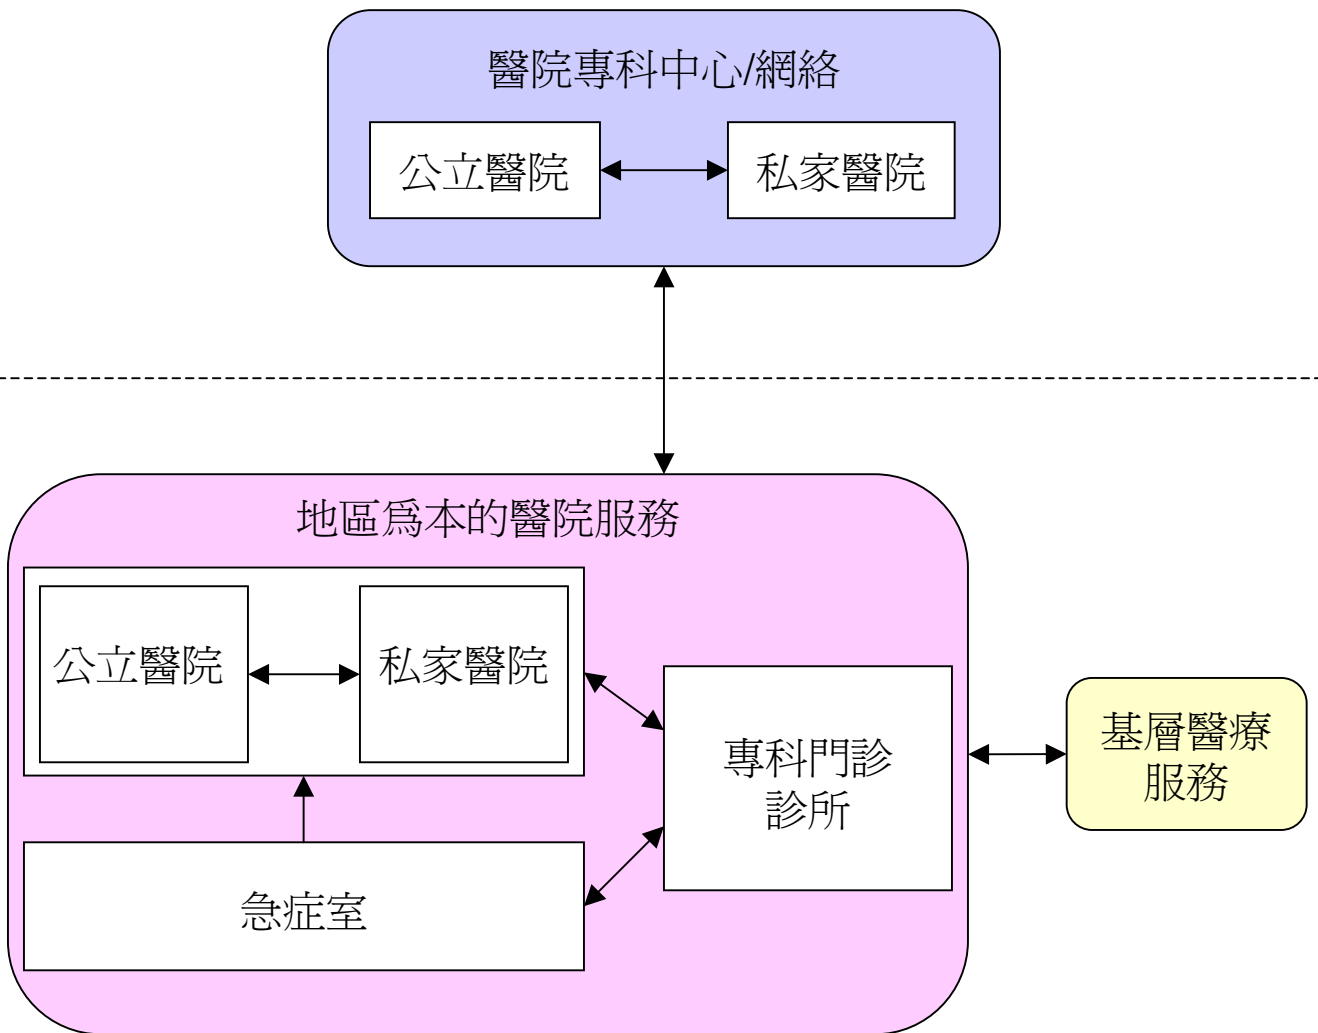 醫院專科中心/網絡
公立醫院
私家醫院
地區爲本的醫院服務
公立醫院
私家醫院
專科門診
診所
急症室
基層醫療
服務